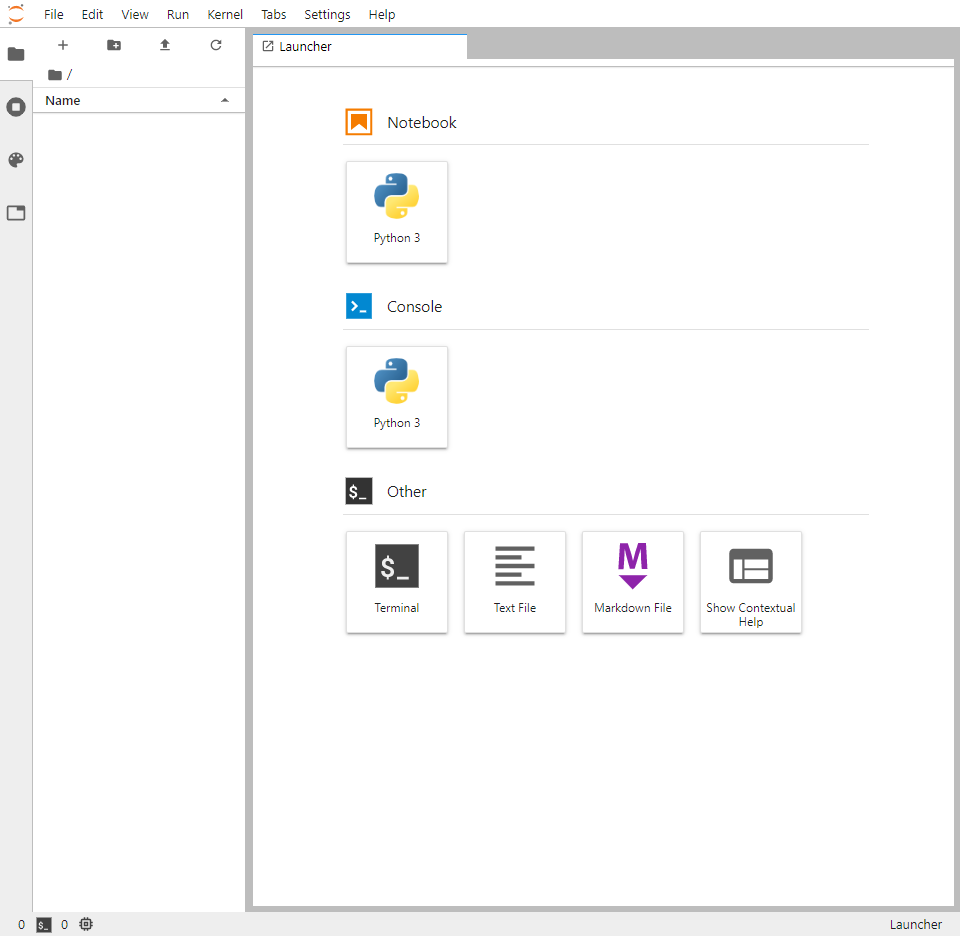 File Edit View Run Kernel Tabs Settings Help
Launcher
/
Name
Notebook
Python 3
Console
Python 3
$_ Other
$_
Terminal
Text File
M
Markdown File
Show Contextual
Help
0 $_ 0
Launcher